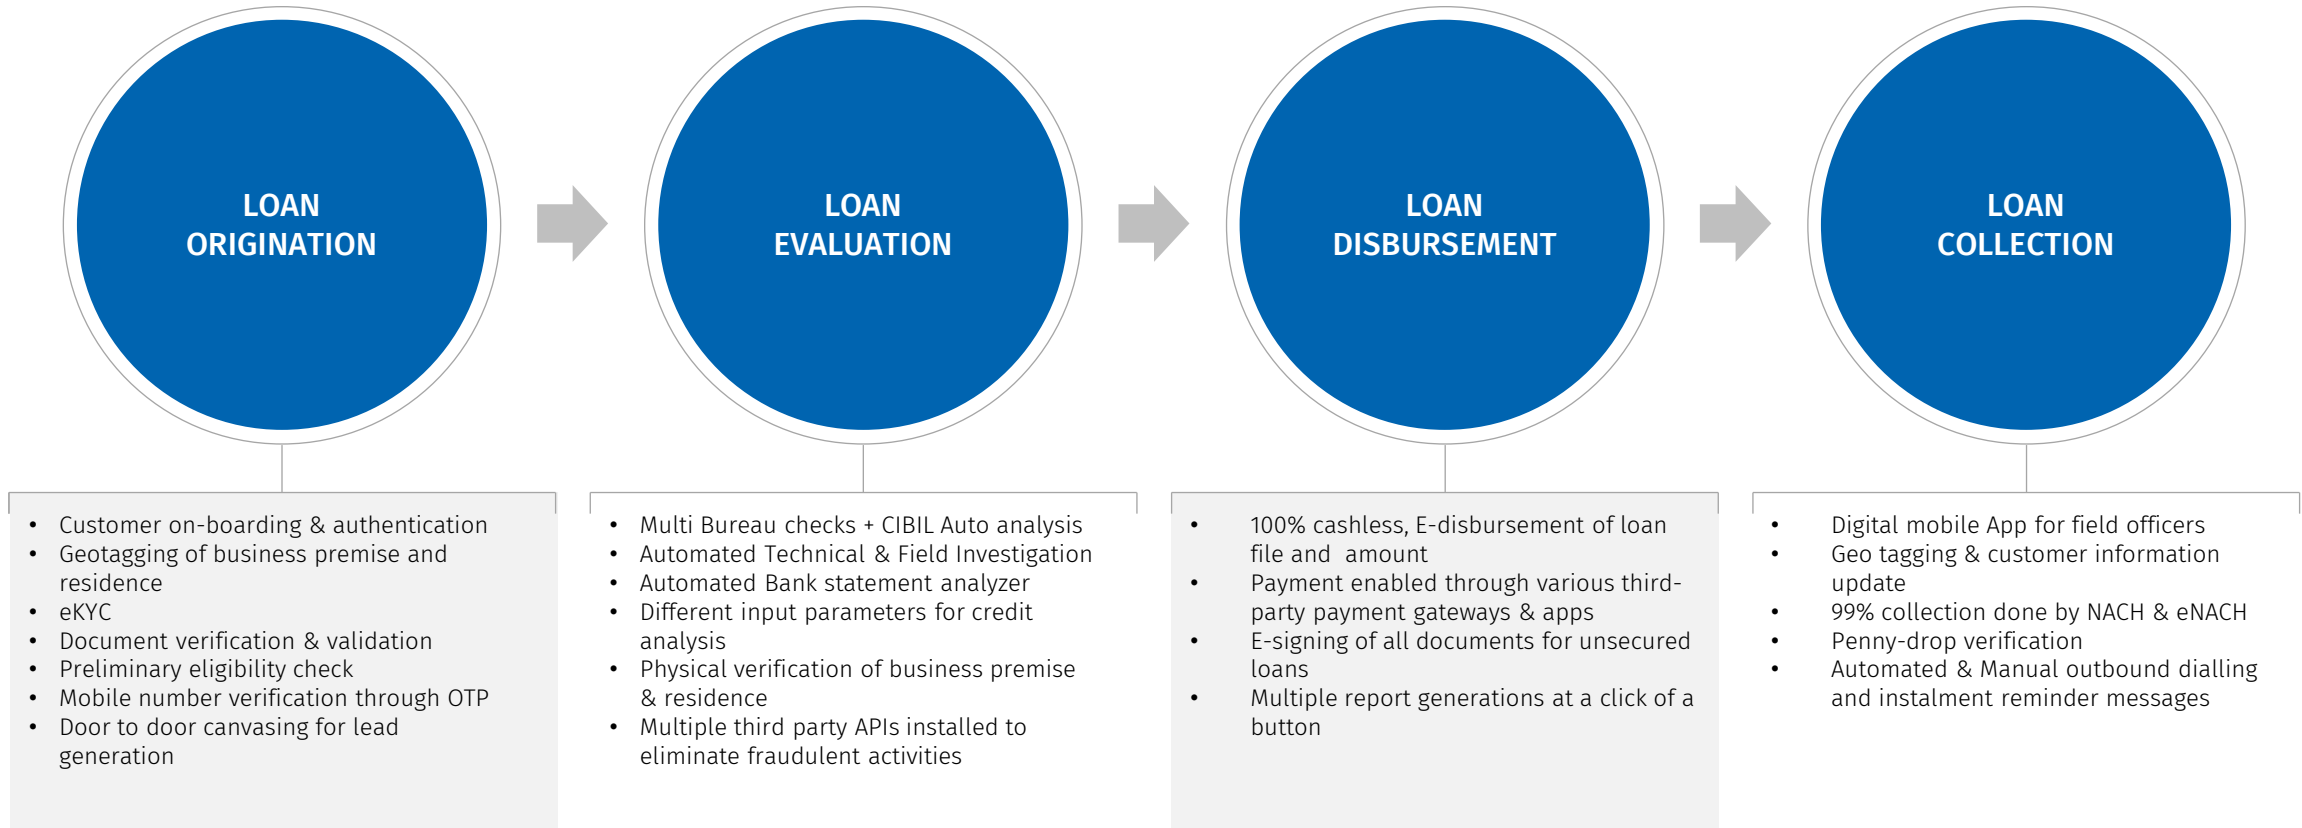 LOAN
ORIGINATION
LOAN
EVALUATION
LOAN
DISBURSEMENT
LOAN
COLLECTION
• Customer on-boarding & authentication
• Geotagging of business premise and
residence
• eKYC
• Document verification & validation
• Preliminary eligibility check
• Mobile number verification through OTP
• Door to door canvasing for lead
generation
• Multi Bureau checks + CIBIL Auto analysis
• Automated Technical & Field Investigation
• Automated Bank statement analyzer
• Different input parameters for credit
analysis
• Physical verification of business premise
& residence
• Multiple third party APIs installed to
eliminate fraudulent activities
• 100% cashless, E-disbursement of loan
file and amount
• Payment enabled through various third-
party payment gateways & apps
• E-signing of all documents for unsecured
loans
• Multiple report generations at a click of a
button
• Digital mobile App for field officers
• Geo tagging & customer information
update
• 99% collection done by NACH & eNACH
• Penny-drop verification
• Automated & Manual outbound dialling
and instalment reminder messages